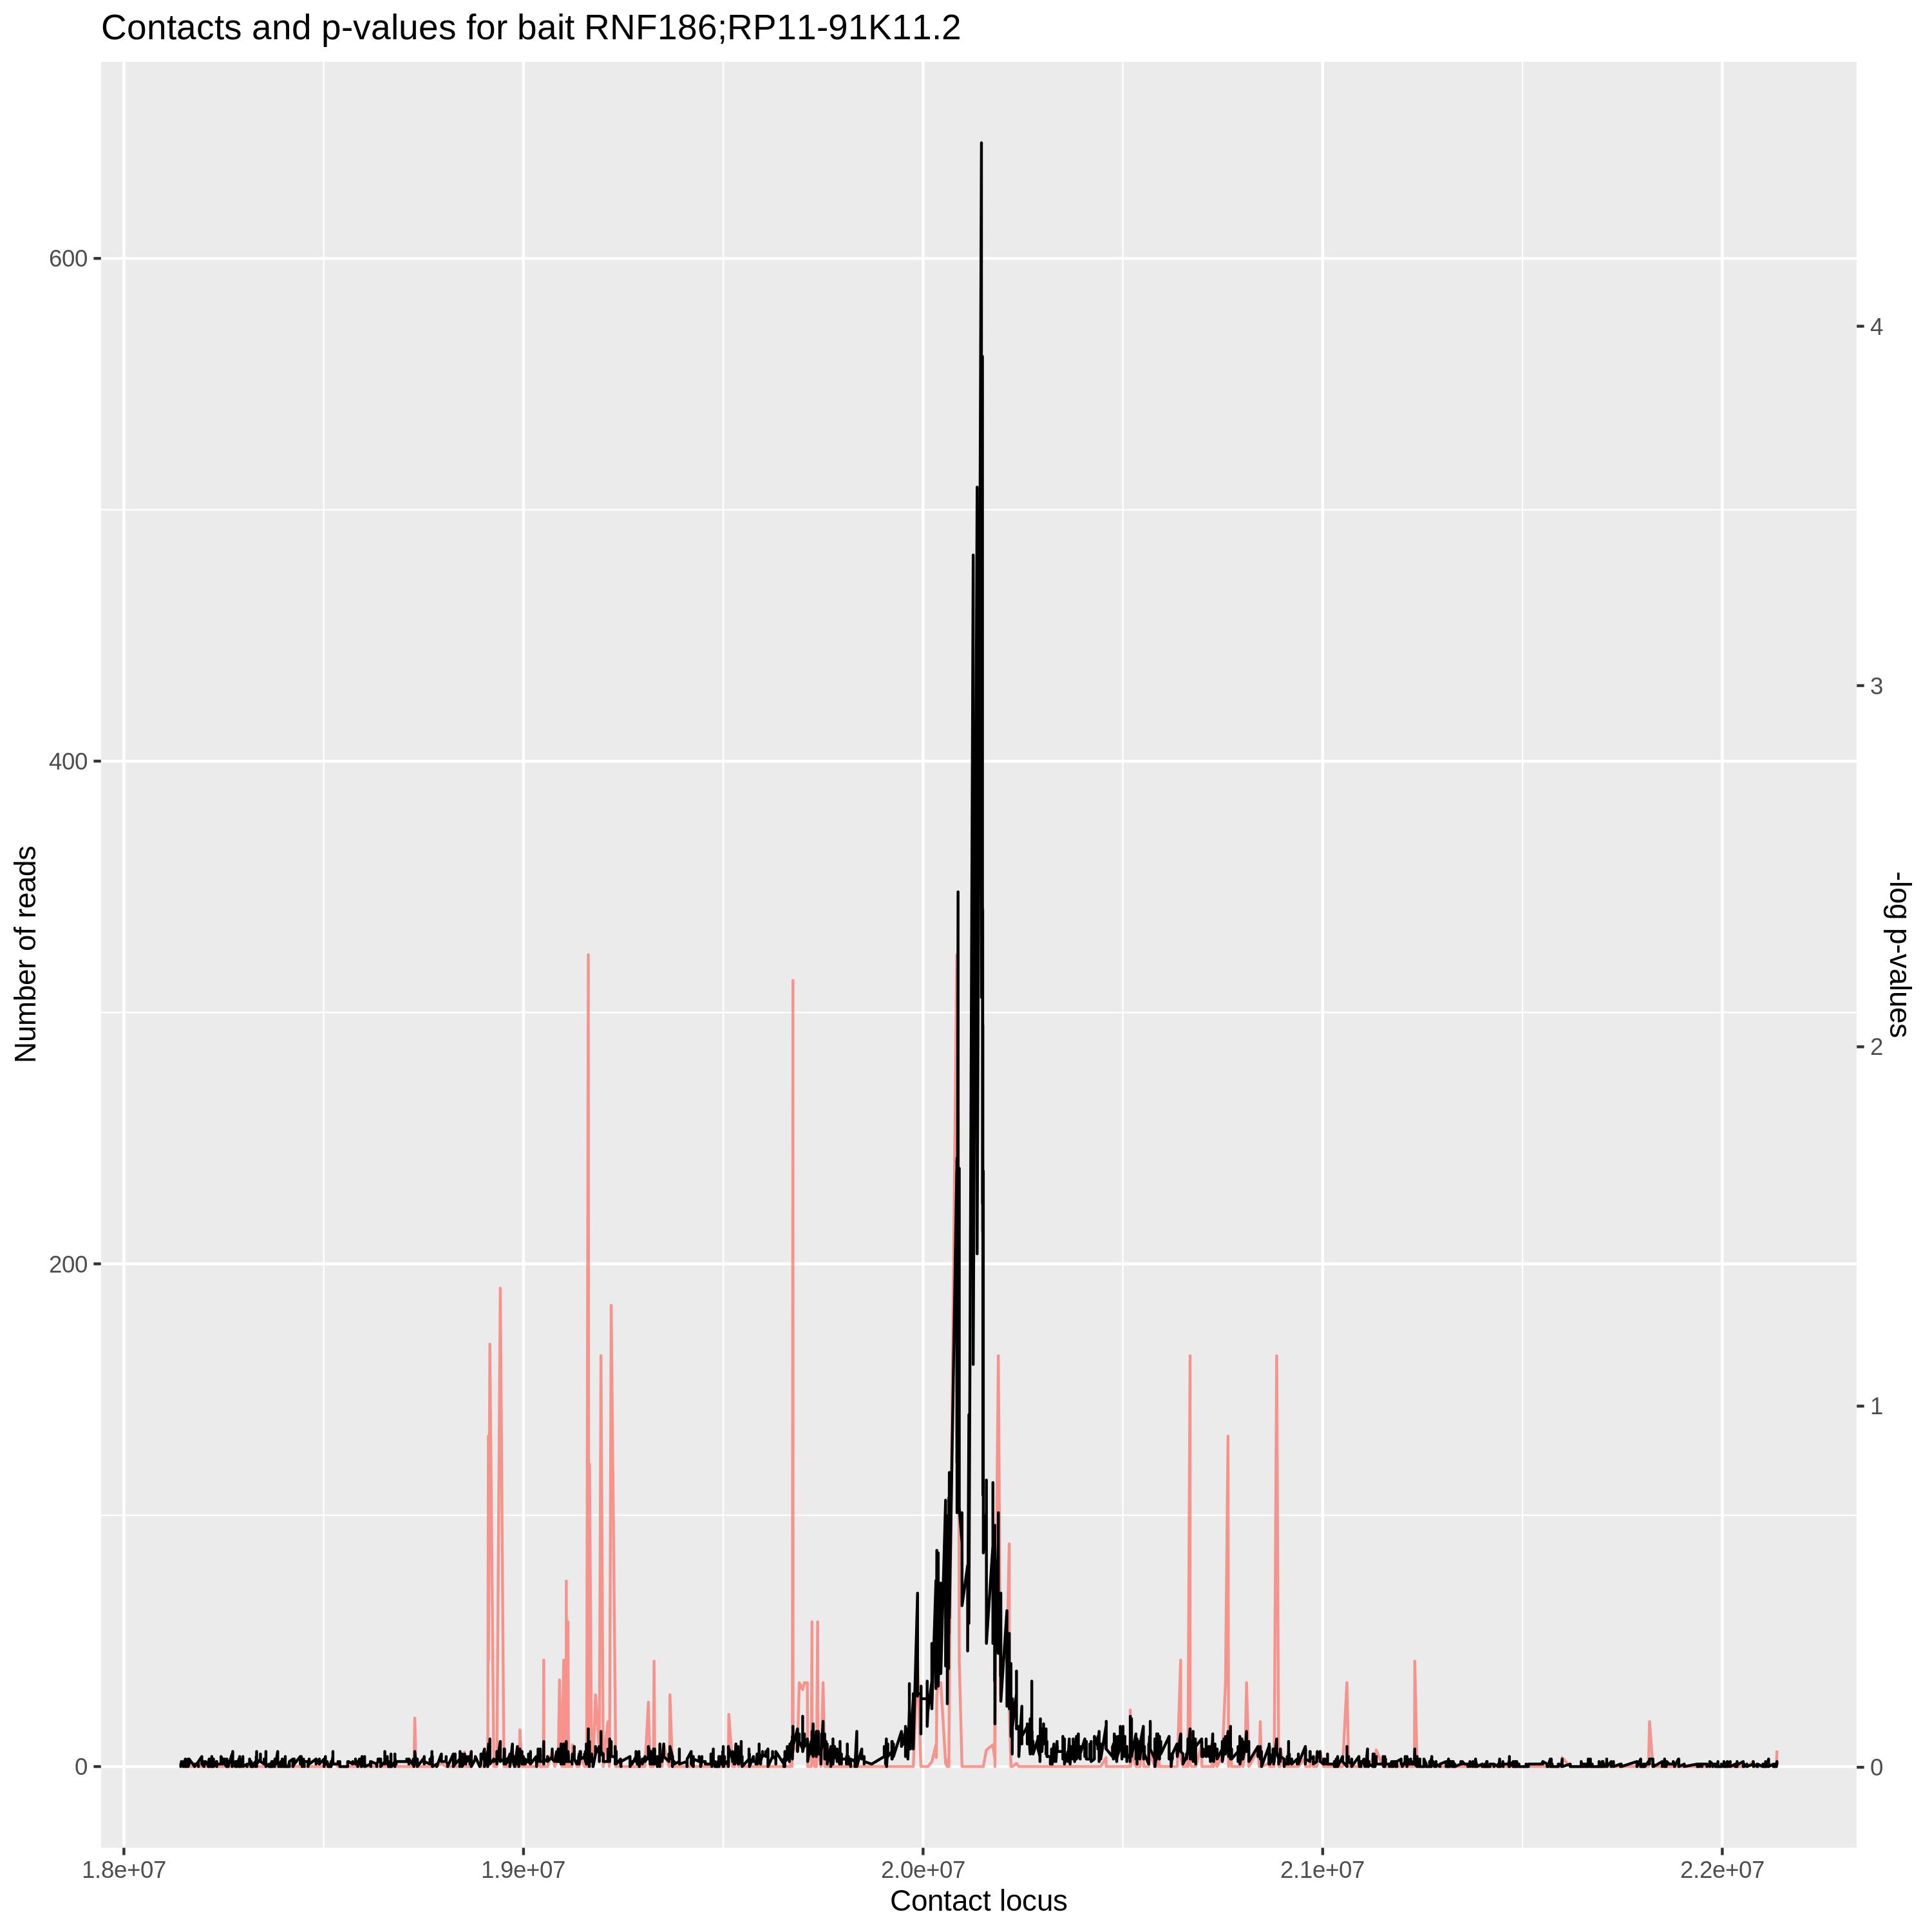 Contacts and p-values for bait RNF186;RP11-91K11.2
600
400
200
0
Number of reads
4
3
2
1
0
-log p-values
1.8e+07
1.9e+07
2.0e+07
2.1e+07
2.2e+07
Contact locus